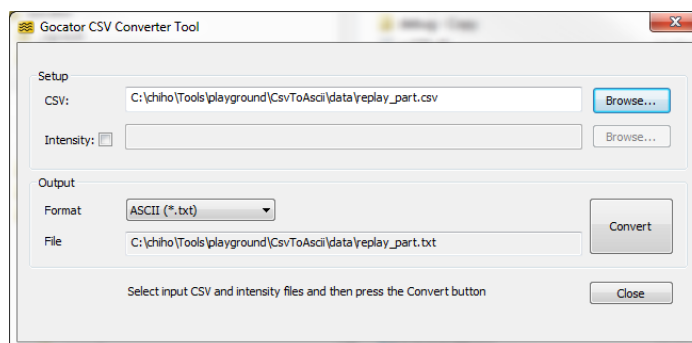 Gocator CSV Converter Tool
Setup
CSV: C:\chiho\Tools\playground\CsvToAscii\data\replay_part.csv Browse...
Intensity: Browse...
Output
Format ASCII (*.txt)
Convert
File C:\chiho\Tools\playground\CsvToAscii\data\replay_part.txt
Select input CSV and intensity files and then press the Convert button Close